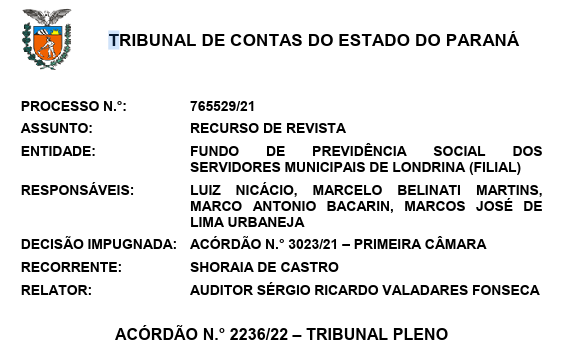 TRIBUNAL DE CONTAS DO ESTADO DO PARANÁ
PROCESSO N.°: 765529/21
ASSUNTO: RECURSO DE REVISTA
ENTIDADE: FUNDO DE PREVIDÊNCIA SOCIAL DOS
SERVIDORES MUNICIPAIS DE LONDRINA (FILIAL)
RESPONSÁVEIS: LUIZ NICÁCIO, MARCELO BELINATI MARTINS,
MARCO ANTONIO BACARIN, MARCOS JOSÉ DE
LIMA URBANEJA
DECISÃO IMPUGNADA: ACÓRDÃO N.° 3023/21 – PRIMEIRA CÂMARA
RECORRENTE: SHORAIA DE CASTRO
RELATOR: AUDITOR SÉRGIO RICARDO VALADARES FONSECA
ACÓRDÃO N.° 2236/22 – TRIBUNAL PLENO